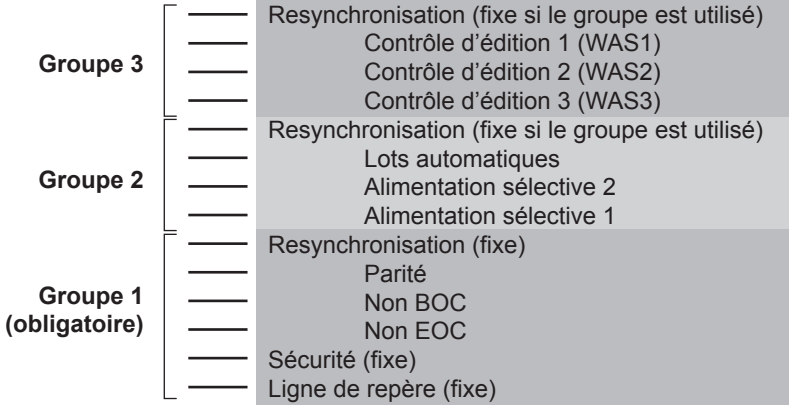 Resynchronisation (fixe si le groupe est utilisé)
Contrôle d’édition 1 (WAS1)
Groupe 3
Contrôle d’édition 2 (WAS2)
Contrôle d’édition 3 (WAS3)
Resynchronisation (fixe si le groupe est utilisé)
Lots automatiques
Groupe 2
Alimentation sélective 2
Alimentation sélective 1
Resynchronisation (fixe)
Parité
Groupe 1
(obligatoire)
Non BOC
Non EOC
Sécurité (fixe)
Ligne de repère (fixe)